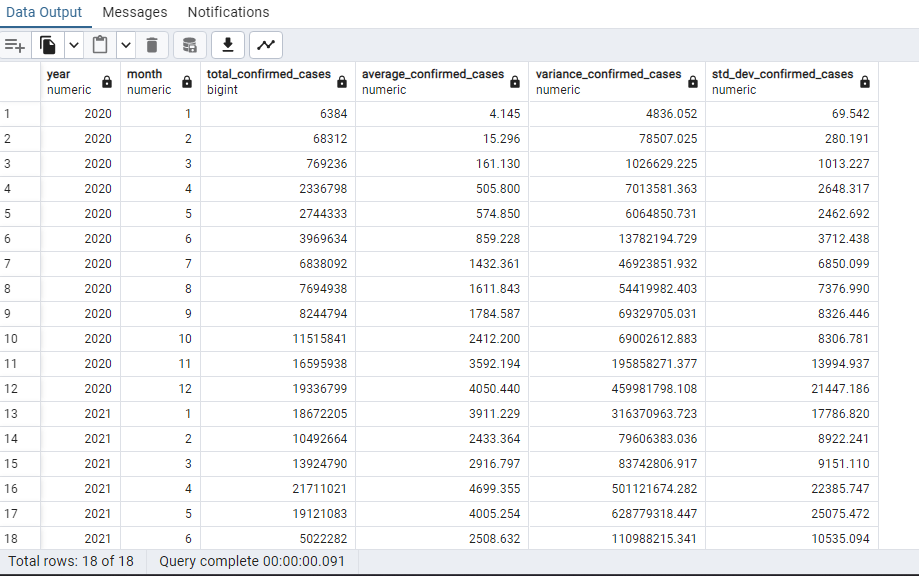 Data Output Messages Notifications
year month total_confirmed_cases average_confirmed_cases variance_confirmed_cases std_dev_confirmed_cases
numeric numeric bigint numeric numeric numeric
1 2020 1 6384 4.145 4836.052 69.542
2 2020 2 68312 15.296 78507.025 280.191
3 2020 3 769236 161.130 1026629.225 1013.227
4 2020 4 2336798 505.800 7013581.363 2648.317
5 2020 5 2744333 574.850 6064850.731 2462.692
6 2020 6 3969634 859.228 13782194.729 3712.438
7 2020 7 6838092 1432.361 46923851.932 6850.099
8 2020 8 7694938 1611.843 54419982.403 7376.990
9 2020 9 8244794 1784.587 69329705.031 8326.446
10 2020 10 11515841 2412.200 69002612.883 8306.781
11 2020 11 16595938 3592.194 195858271.377 13994.937
12 2020 12 19336799 4050.440 459981798.108 21447.186
13 2021 1 18672205 3911.229 316370963.723 17786.820
14 2021 2 10492664 2433.364 79606383.036 8922.241
15 2021 3 13924790 2916.797 83742806.917 9151.110
16 2021 4 21711021 4699.355 501121674.282 22385.747
17 2021 5 19121083 4005.254 628779318.447 25075.472
18 2021 6 5022282 2508.632 110988215.341 10535.094
Total rows: 18 of 18 Query complete 00:00:00.091